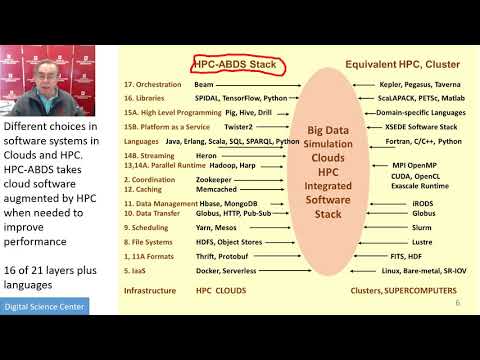 HPC-ABDS Stack
Equivalent HPC, Cluster
17. Orchestration Beam Kepler, Pegasus, Taverna
16. Libraries SPIDAL, TensorFlow, Python ScaLAPACK, PETSc, Matlab
15A. High Level Programming Pig, Hive, Drill Domain-specific Languages
15B. Platform as a Service Twister2 XSEDE Software Stack
Languages Java, Erlang, Scala, SQL, SPARQL, Python Fortran, C/C++, Python
14B. Streaming Heron
13,14A. Parallel Runtime Hadoop, Harp MPI OpenMP
2. Coordination Zookeeper CUDA, OpenCL
12. Caching Memcached Exascale Runtime
11. Data Management Hbase, MongoDB iRODS
10. Data Transfer Globus, HTTP, Pub-Sub Globus
9. Scheduling Yarn, Mesos Slurm
8. File Systems HDFS, Object Stores Lustre
1, 11A Formats Thrift, Protobuf FITS, HDF
5. IaaS Docker, Serverless Linux, Bare-metal, SR-IOV
Infrastructure HPC CLOUDS Clusters, SUPERCOMPUTERS
Big Data
Simulation
Clouds
HPC
Integrated
Software
Stack
Different choices in
software systems in
Clouds and HPC.
HPC-ABDS takes
cloud software
augmented by HPC
when needed to
improve
performance
16 of 21 layers plus
languages
Digital Science Center
6